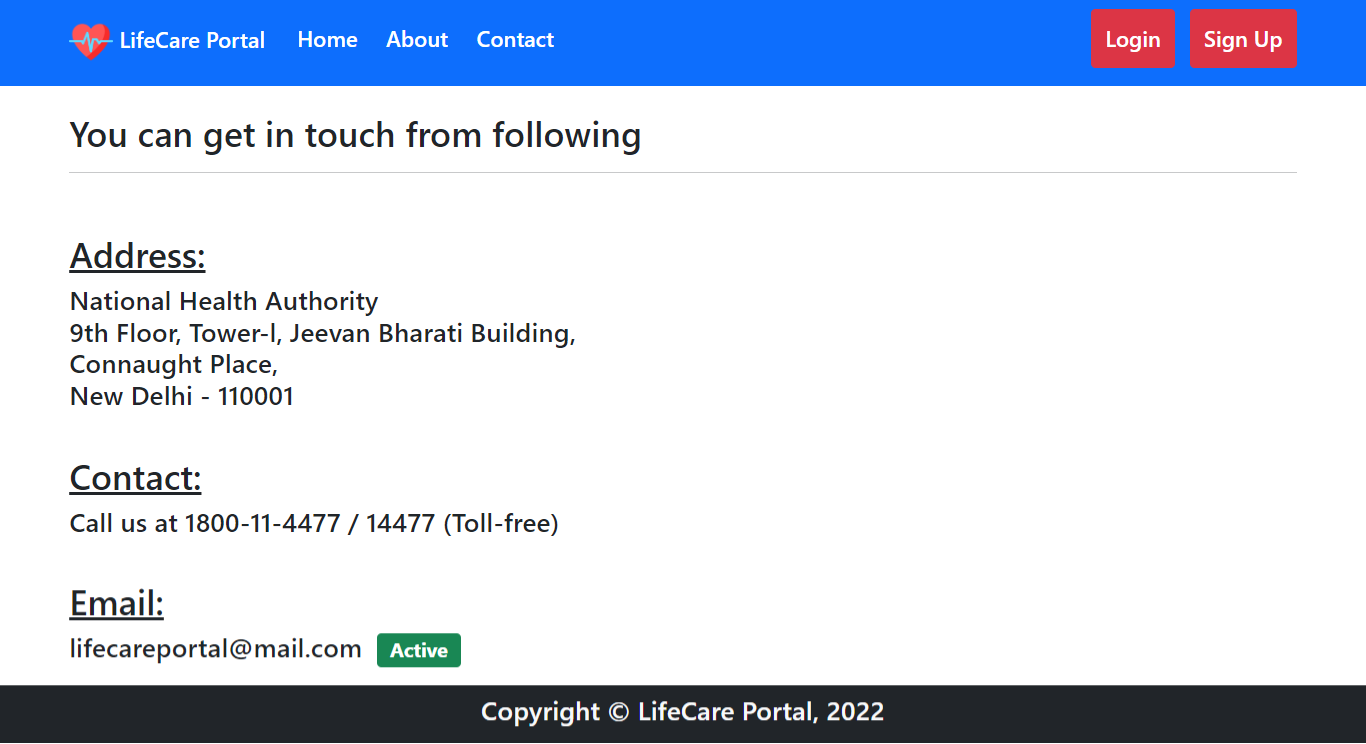 LifeCare Portal Home About Contact Login Sign Up
You can get in touch from following
Address:
National Health Authority
9th Floor, Tower-l, Jeevan Bharati Building,
Connaught Place,
New Delhi - 110001
Contact:
Call us at 1800-11-4477 / 14477 (Toll-free)
Email:
lifecareportal@mail.com Active
Copyright © LifeCare Portal, 2022